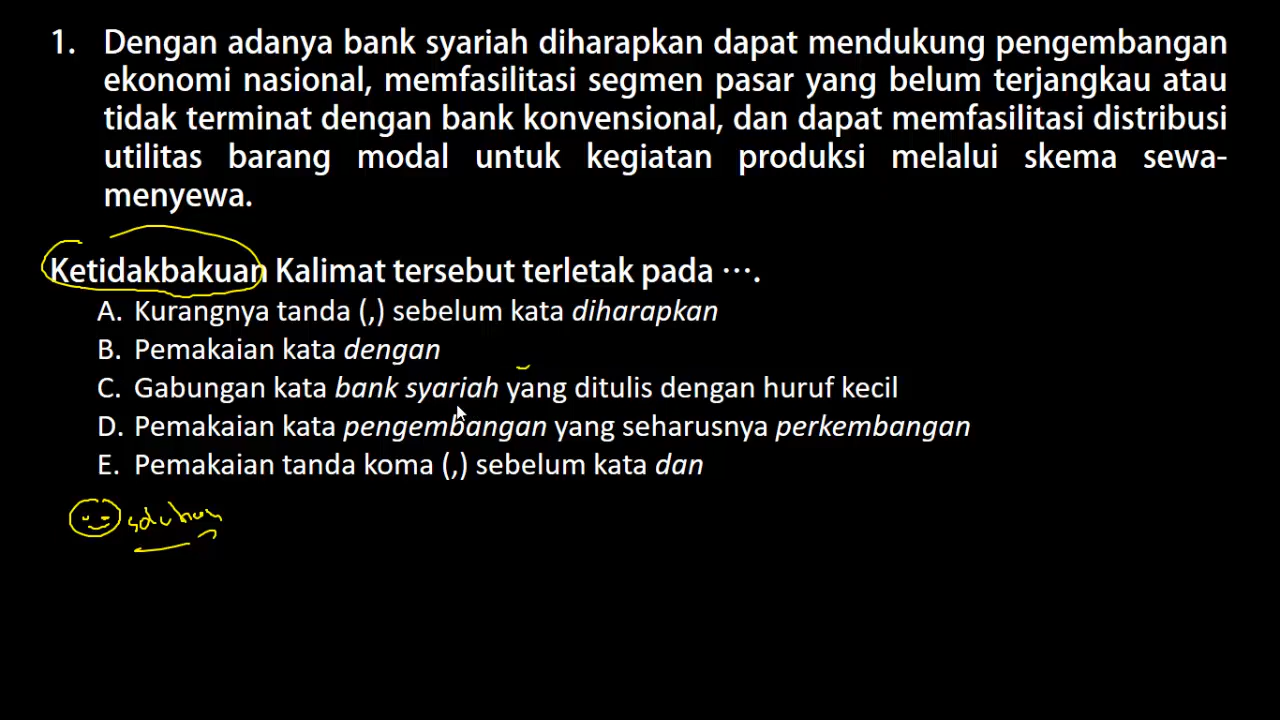 1. Dengan adanya bank syariah diharapkan dapat mendukung pengembangan
ekonomi nasional, memfasilitasi segmen pasar yang belum terjangkau atau
tidak terminat dengan bank konvensional, dan dapat memfasilitasi distribusi
utilitas barang modal untuk kegiatan produksi melalui skema sewa-
menyewa.
Ketidakbakuan Kalimat tersebut terletak pada ….
A. Kurangnya tanda (,) sebelum kata diharapkan
B. Pemakaian kata dengan
C. Gabungan kata bank syariah yang ditulis dengan huruf kecil
D. Pemakaian kata pengembangan yang seharusnya perkembangan
E. Pemakaian tanda koma (,) sebelum kata dan